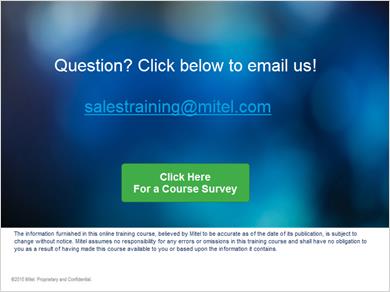 Question? Click below to email us!
salestraining@mitel.com
Click Here
For a Course Survey
The information furnished in this online training course, believed by Mitel to be accurate as of the date of its publication, is subject to
change without notice. Mitel assumes no responsibility for any errors or omissions in this training course and shall have no obligation to
you as a result of having made this course available to you or based upon the information it contains.
©2015 Mitel. Proprietary and Confidential.